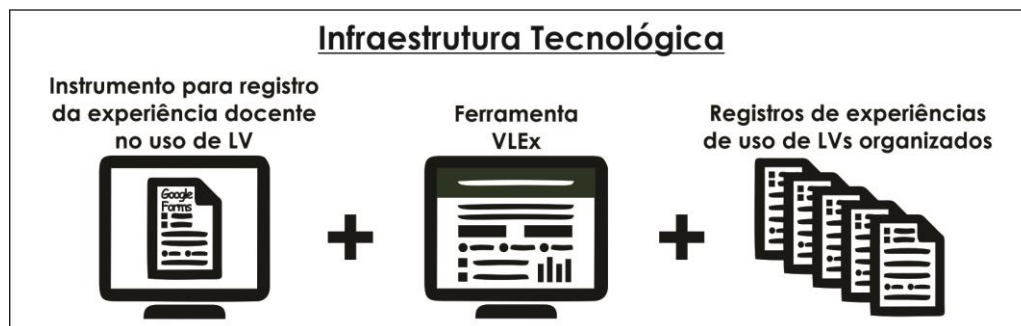 Infraestrutura Tecnológica
Instrumento para registro
da experiência docente
no uso de LV
Ferramenta
VLEx
Registros de experiências
de uso de LVs organizados
Google
Forms